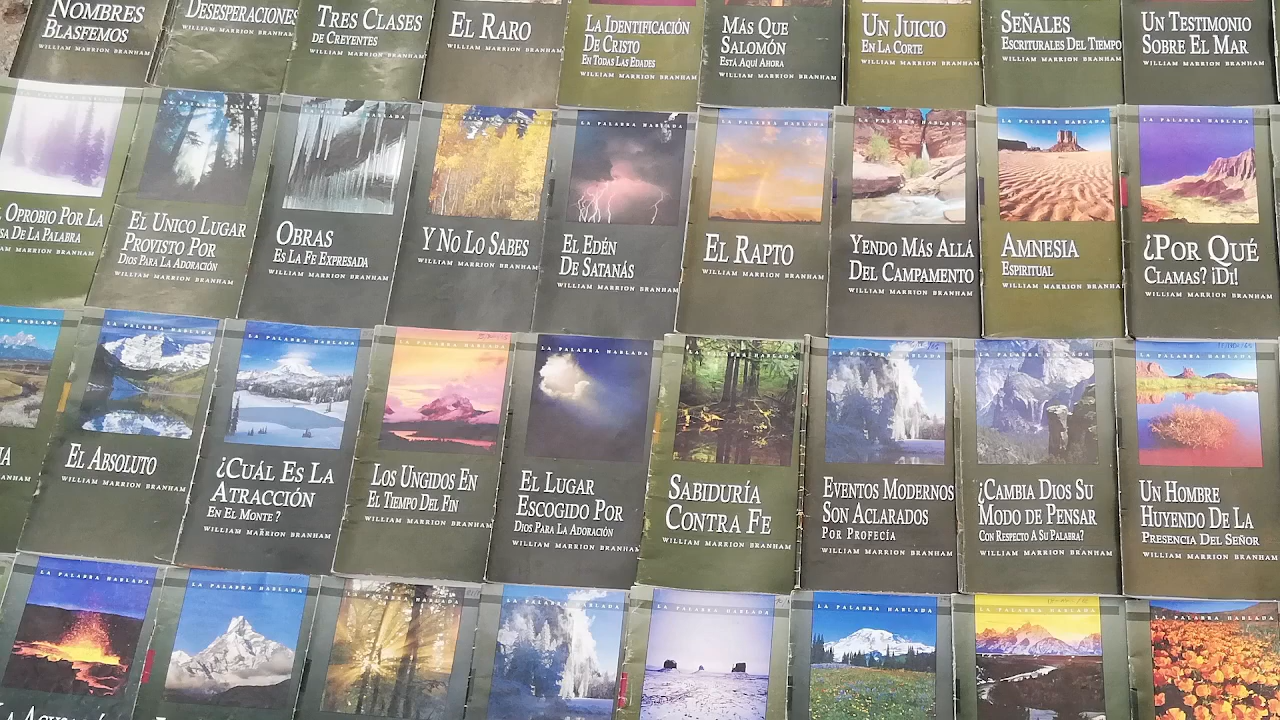 NOMBRES
BLASFEMOS
WILLIAM MARRION BRANHAM
DESESPERACIONES
WILLIAM MARRION BRANHAM
TRES CLASES
DE CREYENTES
WILLIAM MARRION BRANHAM
EL RARO
WILLIAM MARRION BRANHAM
LA IDENTIFICACIÓN
DE CRISTO
EN TODAS LAS EDADES
WILLIAM MARRION BRANHAM
MÁS QUE
SALOMÓN
ESTÁ AQUÍ AHORA
WILLIAM MARRION BRANHAM
UN JUICIO
EN LA CORTE
WILLIAM MARRION BRANHAM
SEÑALES
ESCRITURALES DEL TIEMPO
WILLIAM MARRION BRANHAM
UN TESTIMONIO
SOBRE EL MAR
WILLIAM MARRION BRANHAM
OPROBIO POR LA
DE LA PALABRA
MARRION BRANHAM
LA PALABRA HABLADA
EL UNICO LUGAR
PROVISTO POR
DIOS PARA LA ADORACIÓN
WILLIAM MARRION BRANHAM
LA PALABRA HABLADA
OBRAS
ES LA FE EXPRESADA
WILLIAM MARRION BRANHAM
LA PALABRA HABLADA
Y NO LO SABES
WILLIAM MARRION BRANHAM
LA PALABRA HABLADA
EL EDÉN
DE SATANÁS
WILLIAM MARRION BRANHAM
LA PALABRA HABLADA
EL RAPTO
WILLIAM MARRION BRANHAM
LA PALABRA HABLADA
YENDO MÁS ALLÁ
DEL CAMPAMENTO
WILLIAM MARRION BRANHAM
LA PALABRA HABLADA
AMNESIA
ESPIRITUAL
WILLIAM MARRION BRANHAM
LA PALABRA HABLADA
¿POR QUÉ
CLAMAS? ¡DI!
WILLIAM MARRION BRANHAM
HABLADA
LA PALABRA HABLADA
EL ABSOLUTO
WILLIAM MARRION BRANHAM
LA PALABRA HABLADA
¿CUÁL ES LA
ATRACCIÓN
EN EL MONTE?
WILLIAM MARRION BRANHAM
LA PALABRA HABLADA
LOS UNGIDOS EN
EL TIEMPO DEL FIN
WILLIAM MARRION BRANHAM
LA PALABRA HABLADA
EL LUGAR
ESCOGIDO POR
DIOS PARA LA ADORACIÓN
WILLIAM MARRION BRANHAM
LA PALABRA HABLADA
SABIDURÍA
CONTRA FE
WILLIAM MARRION BRANHAM
LA PALABRA HABLADA
EVENTOS MODERNOS
SON ACLARADOS
POR PROFECÍA
WILLIAM MARRION BRANHAM
LA PALABRA HABLADA
¿CAMBIA DIOS SU
MODO DE PENSAR
CON RESPECTO A SU PALABRA?
WILLIAM MARRION BRANHAM
LA PALABRA HABLADA
UN HOMBRE
HUYENDO DE LA
PRESENCIA DEL SEÑOR
WILLIAM MARRION BRANHAM
LA PALABRA HABLADA
LA PALABRA HABLADA
LA PALABRA HABLADA
LA PALABRA HABLADA
LA PALABRA HABLADA
LA PALABRA HABLADA
LA PALABRA HABLADA
LA PALABRA HABLADA